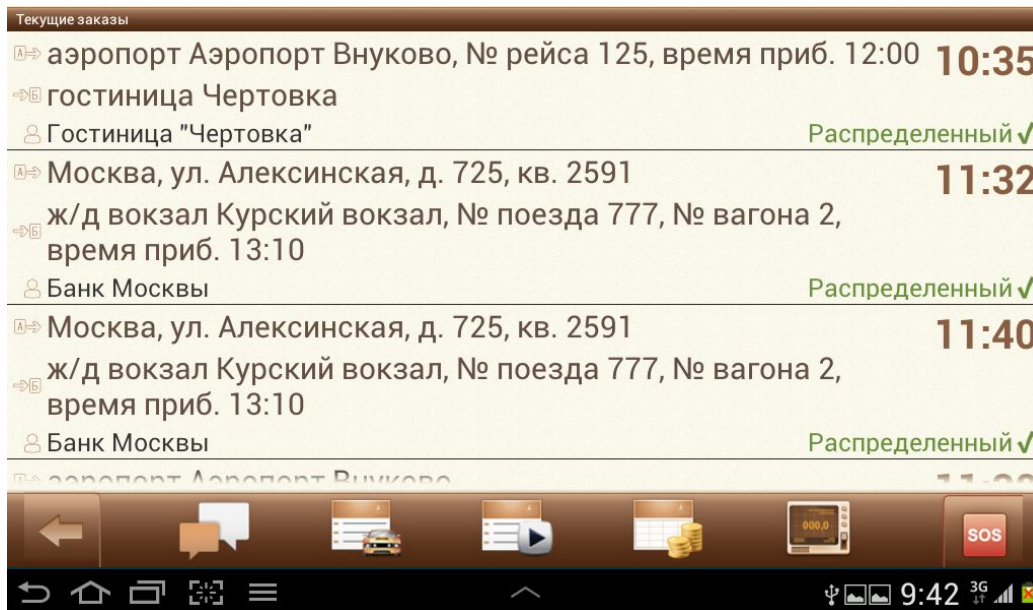 Текущие заказы
А аэропорт Аэропорт Внуково, № рейса 125, время приб. 12:00 10:35
Б гостиница Чертовка
Гостиница "Чертовка" Распределенный
А Москва, ул. Алексинская, д. 725, кв. 2591 11:32
Б ж/д вокзал Курский вокзал, № поезда 777, № вагона 2,
время приб. 13:10
Банк Москвы Распределенный
А Москва, ул. Алексинская, д. 725, кв. 2591 11:40
Б ж/д вокзал Курский вокзал, № поезда 777, № вагона 2,
время приб. 13:10
Банк Москвы Распределенный
аэропорт Аэропорт Внуково
000,0 SOS
9:42 3G